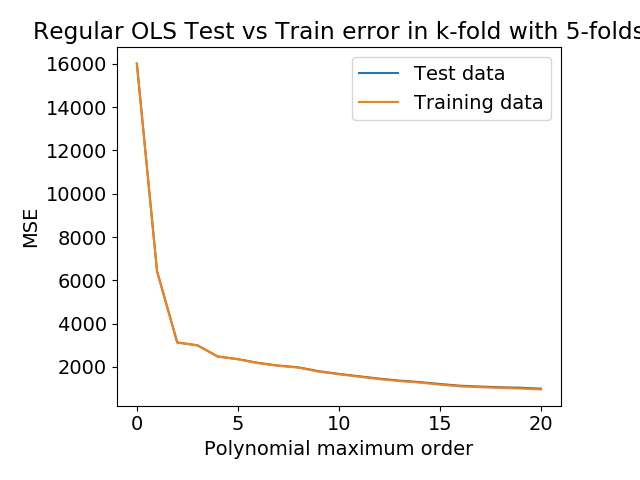 Regular OLS Test vs Train error in k-fold with 5-folds
Test data
Training data
16000
14000
12000
10000
8000
6000
4000
2000
MSE
0 5 10 15 20
Polynomial maximum order